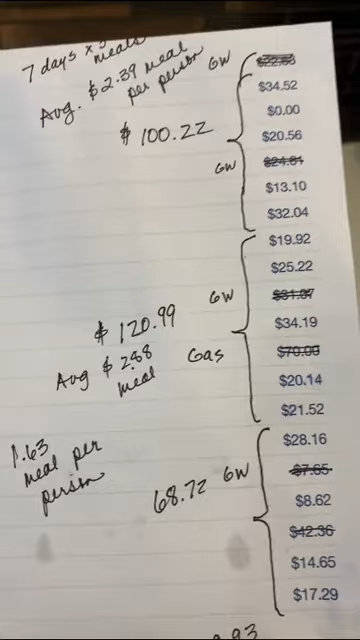 7 days x 3
meals
Avg. $2.39 meal
per person
GW
$22.63
$34.52
$0.00
$100.22
$20.56
GW
$24.81
$13.10
$32.04
$19.92
$25.22
GW
$31.37
$120.99
$34.19
Avg $2.88
meal
Gas
$70.00
$20.14
$21.52
1.63
meal per
person
$28.16
68.72 GW
$7.65
$8.62
$42.36
$14.65
$17.29